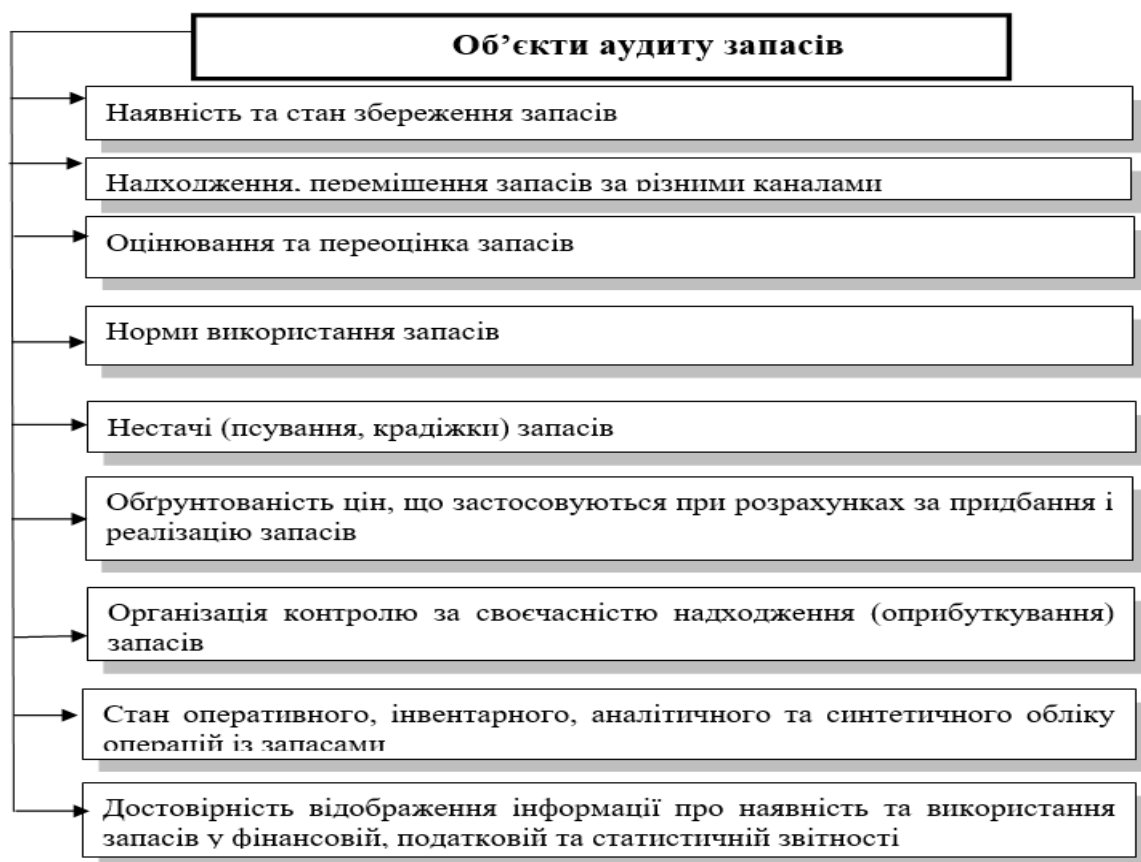 Об’єкти аудиту запасів
Наявність та стан збереження запасів
Надходження, переміщення запасів за різними каналами
Оцінювання та переоцінка запасів
Норми використання запасів
Нестачі (псування, крадіжки) запасів
Обґрунтованість цін, що застосовуються при розрахунках за придбання і
реалізацію запасів
Організація контролю за своєчасністю надходження (оприбуткування)
запасів
Стан оперативного, інвентарного, аналітичного та синтетичного обліку
операцій із запасами
Достовірність відображення інформації про наявність та використання
запасів у фінансовій, податковій та статистичній звітності